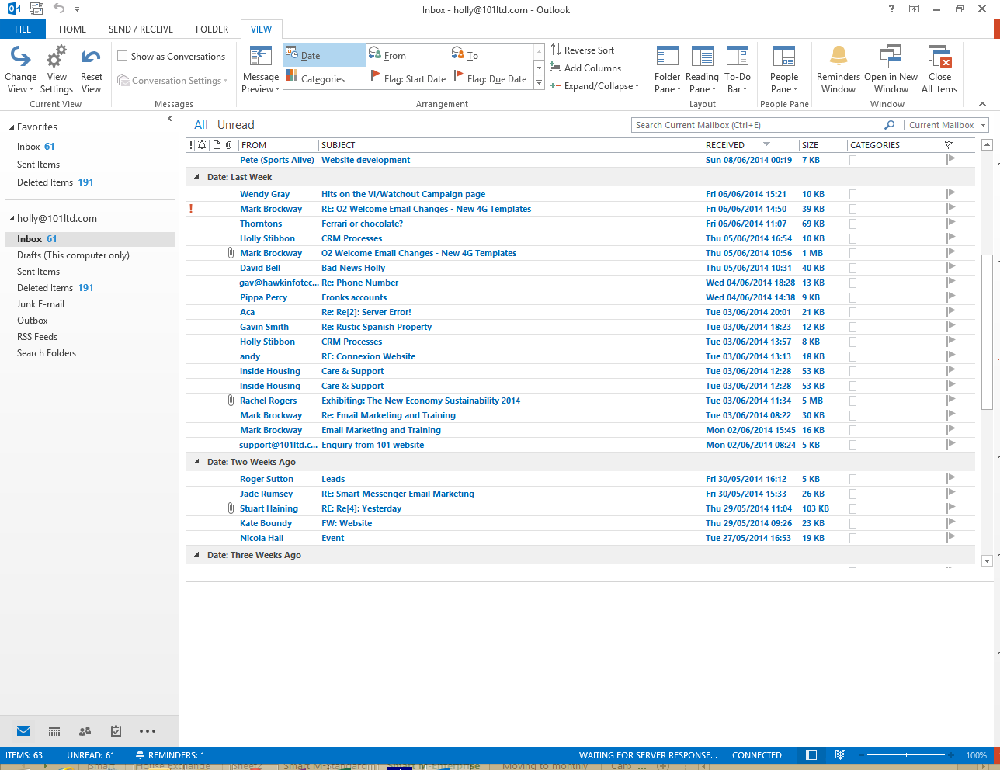 Inbox - holly@101ltd.com - Outlook
FILE HOME SEND / RECEIVE FOLDER VIEW
Change View View Settings Reset View
Current View
Show as Conversations
Conversation Settings
Messages
Message Preview
Date From To
Categories Flag: Start Date Flag: Due Date
Reverse Sort
Add Columns
Expand/Collapse
Arrangement
Folder Pane Reading Pane To-Do Bar
Layout
People Pane
People Pane
Reminders Window Open in New Window Close All Items
Window
Favorites
Inbox 61
Sent Items
Deleted Items 191
holly@101ltd.com
Inbox 61
Drafts (This computer only)
Sent Items
Deleted Items 191
Junk E-mail
Outbox
RSS Feeds
Search Folders
All Unread
Search Current Mailbox (Ctrl+E) Current Mailbox
! FROM SUBJECT RECEIVED SIZE CATEGORIES
Pete (Sports Alive) Website development Sun 08/06/2014 00:19 7 KB
Date: Last Week
Wendy Gray Hits on the VI/Watchout Campaign page Fri 06/06/2014 15:21 10 KB
! Mark Brockway RE: O2 Welcome Email Changes - New 4G Templates Fri 06/06/2014 14:50 39 KB
Thorntons Ferrari or chocolate? Fri 06/06/2014 11:07 69 KB
Holly Stibbon CRM Processes Thu 05/06/2014 16:54 10 KB
Mark Brockway O2 Welcome Email Changes - New 4G Templates Thu 05/06/2014 10:56 1 MB
David Bell Bad News Holly Thu 05/06/2014 10:31 40 KB
gav@hawkinfotec... Re: Phone Number Wed 04/06/2014 18:28 13 KB
Pippa Percy Fronks accounts Wed 04/06/2014 14:38 9 KB
Aca Re: Re[2]: Server Error! Tue 03/06/2014 20:01 21 KB
Gavin Smith Re: Rustic Spanish Property Tue 03/06/2014 18:23 12 KB
Holly Stibbon CRM Processes Tue 03/06/2014 13:57 8 KB
andy RE: Connexion Website Tue 03/06/2014 13:13 18 KB
Inside Housing Care & Support Tue 03/06/2014 12:28 53 KB
Inside Housing Care & Support Tue 03/06/2014 12:28 53 KB
Rachel Rogers Exhibiting: The New Economy Sustainability 2014 Tue 03/06/2014 11:34 5 MB
Mark Brockway Re: Email Marketing and Training Tue 03/06/2014 08:22 30 KB
Mark Brockway Email Marketing and Training Mon 02/06/2014 15:45 16 KB
support@101ltd.c... Enquiry from 101 website Mon 02/06/2014 08:24 5 KB
Date: Two Weeks Ago
Roger Sutton Leads Fri 30/05/2014 16:12 5 KB
Jade Rumsey RE: Smart Messenger Email Marketing Fri 30/05/2014 15:33 26 KB
Stuart Haining RE: Re[4]: Yesterday Thu 29/05/2014 11:04 103 KB
Kate Boundy FW: Website Thu 29/05/2014 09:26 23 KB
Nicola Hall Event Tue 27/05/2014 16:53 19 KB
Date: Three Weeks Ago
ITEMS: 63 UNREAD: 61 REMINDERS: 1 WAITING FOR SERVER RESPONSE... CONNECTED 100%
Smart House Exchange Sheet2 Smart M-Standard Smart M-Enterprise Moving to monthly